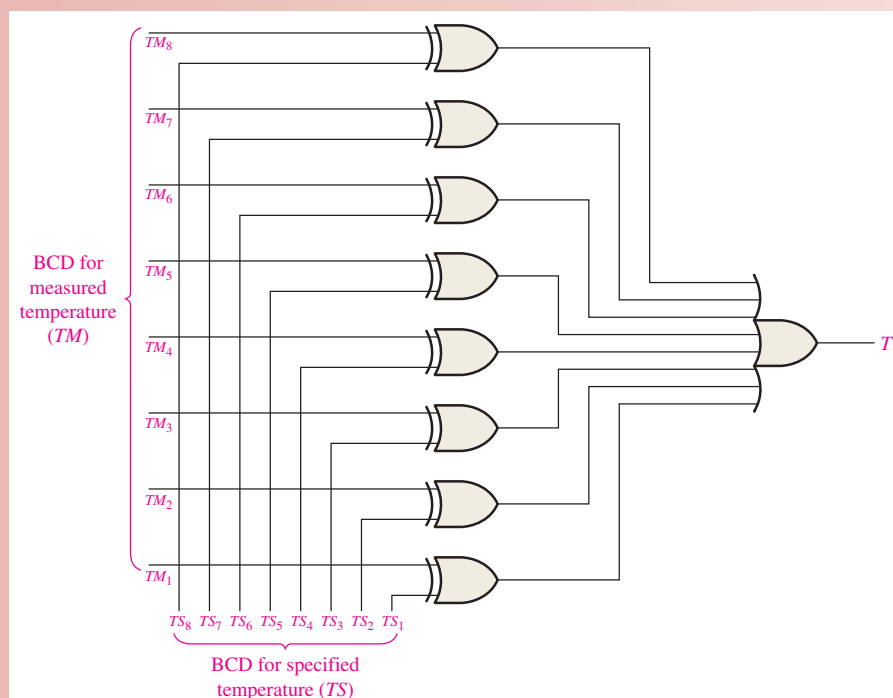 TM₈
TM₇
TM₆
BCD for
measured
temperature
(TM)
TM₅
T
TM₄
TM₃
TM₂
TM₁
TS₈ TS₇ TS₆ TS₅ TS₄ TS₃ TS₂ TS₁
BCD for specified
temperature (TS)